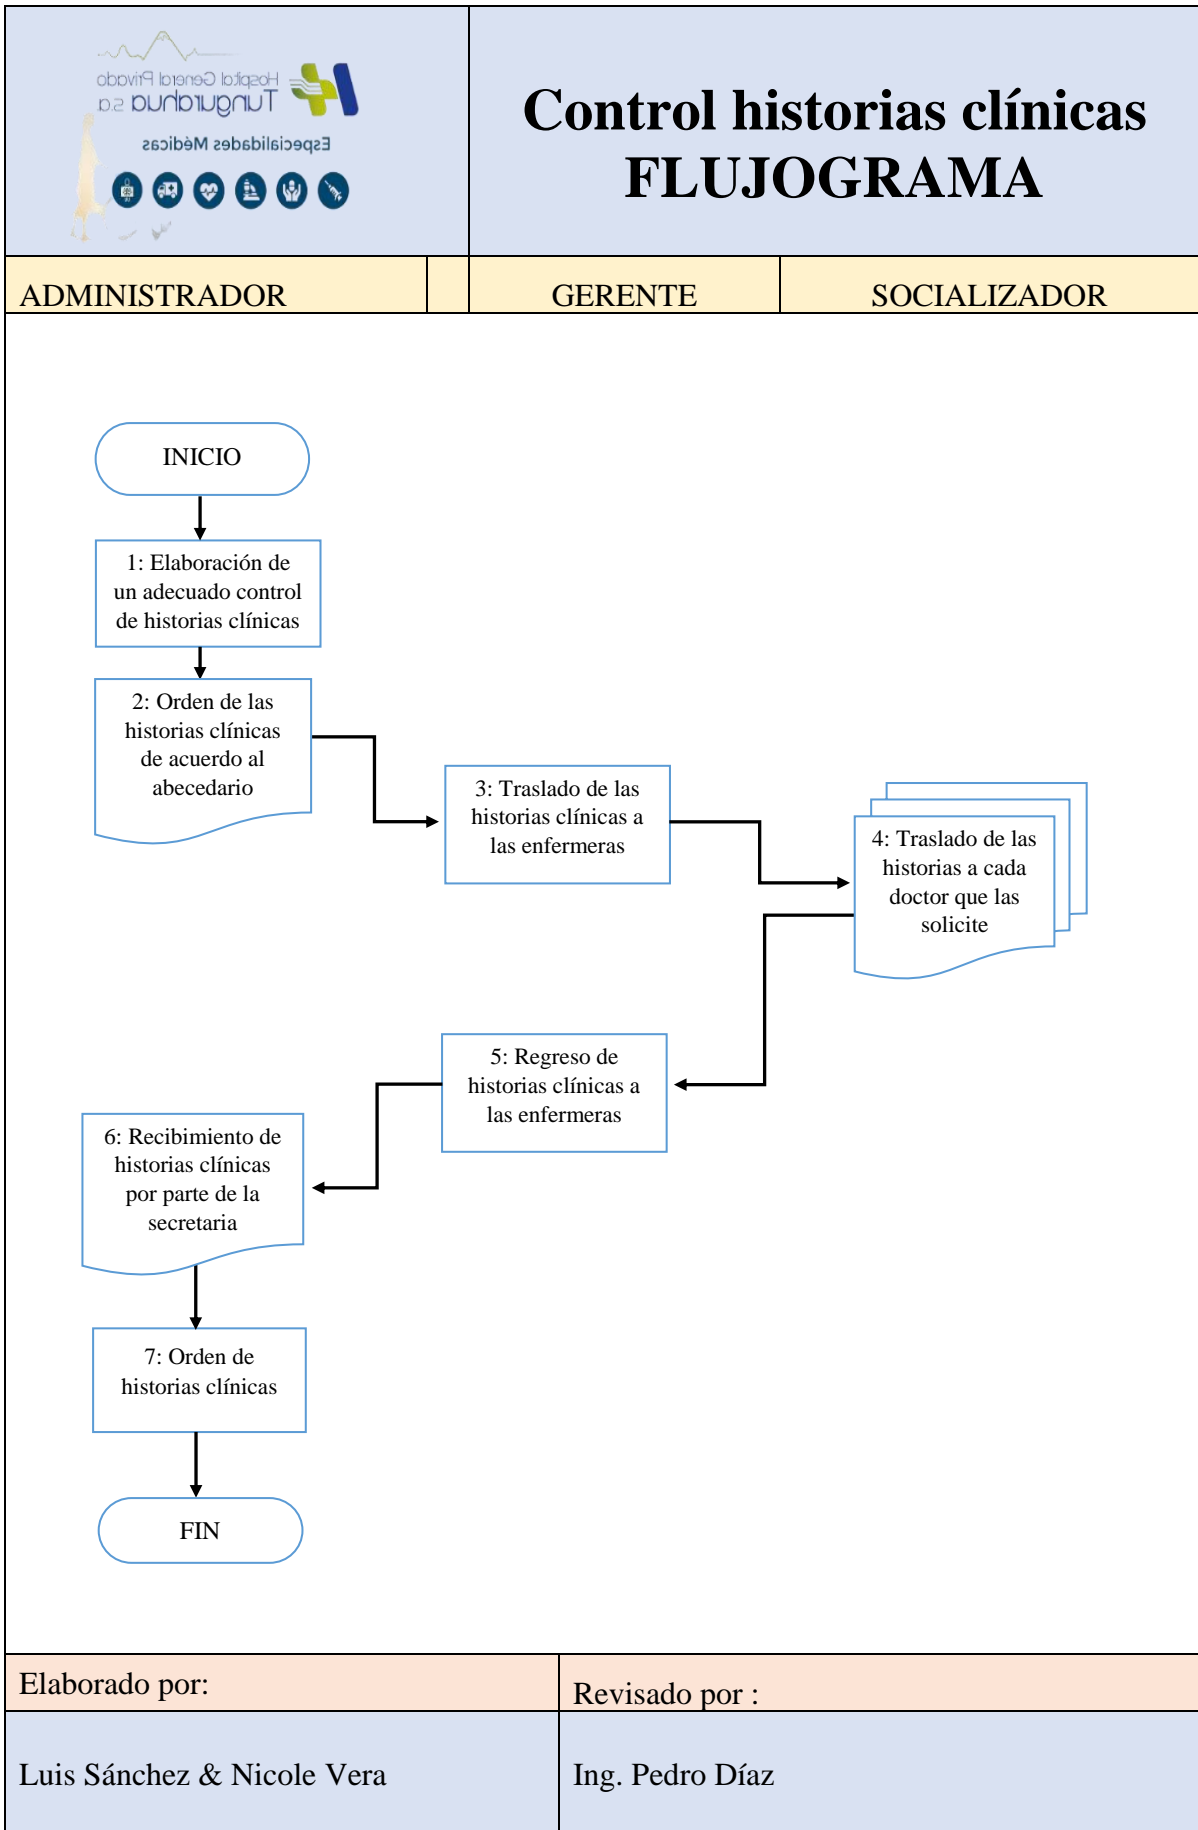 Hospital General Privado
Tungurahua s.a.
Especialidades Médicas
Control historias clínicas
FLUJOGRAMA
ADMINISTRADOR
GERENTE
SOCIALIZADOR
INICIO
1: Elaboración de
un adecuado control
de historias clínicas
2: Orden de las
historias clínicas
de acuerdo al
abecedario
3: Traslado de las
historias clínicas a
las enfermeras
4: Traslado de las
historias a cada
doctor que las
solicite
5: Regreso de
historias clínicas a
las enfermeras
6: Recibimiento de
historias clínicas
por parte de la
secretaria
7: Orden de
historias clínicas
FIN
Elaborado por:
Revisado por :
Luis Sánchez & Nicole Vera
Ing. Pedro Díaz